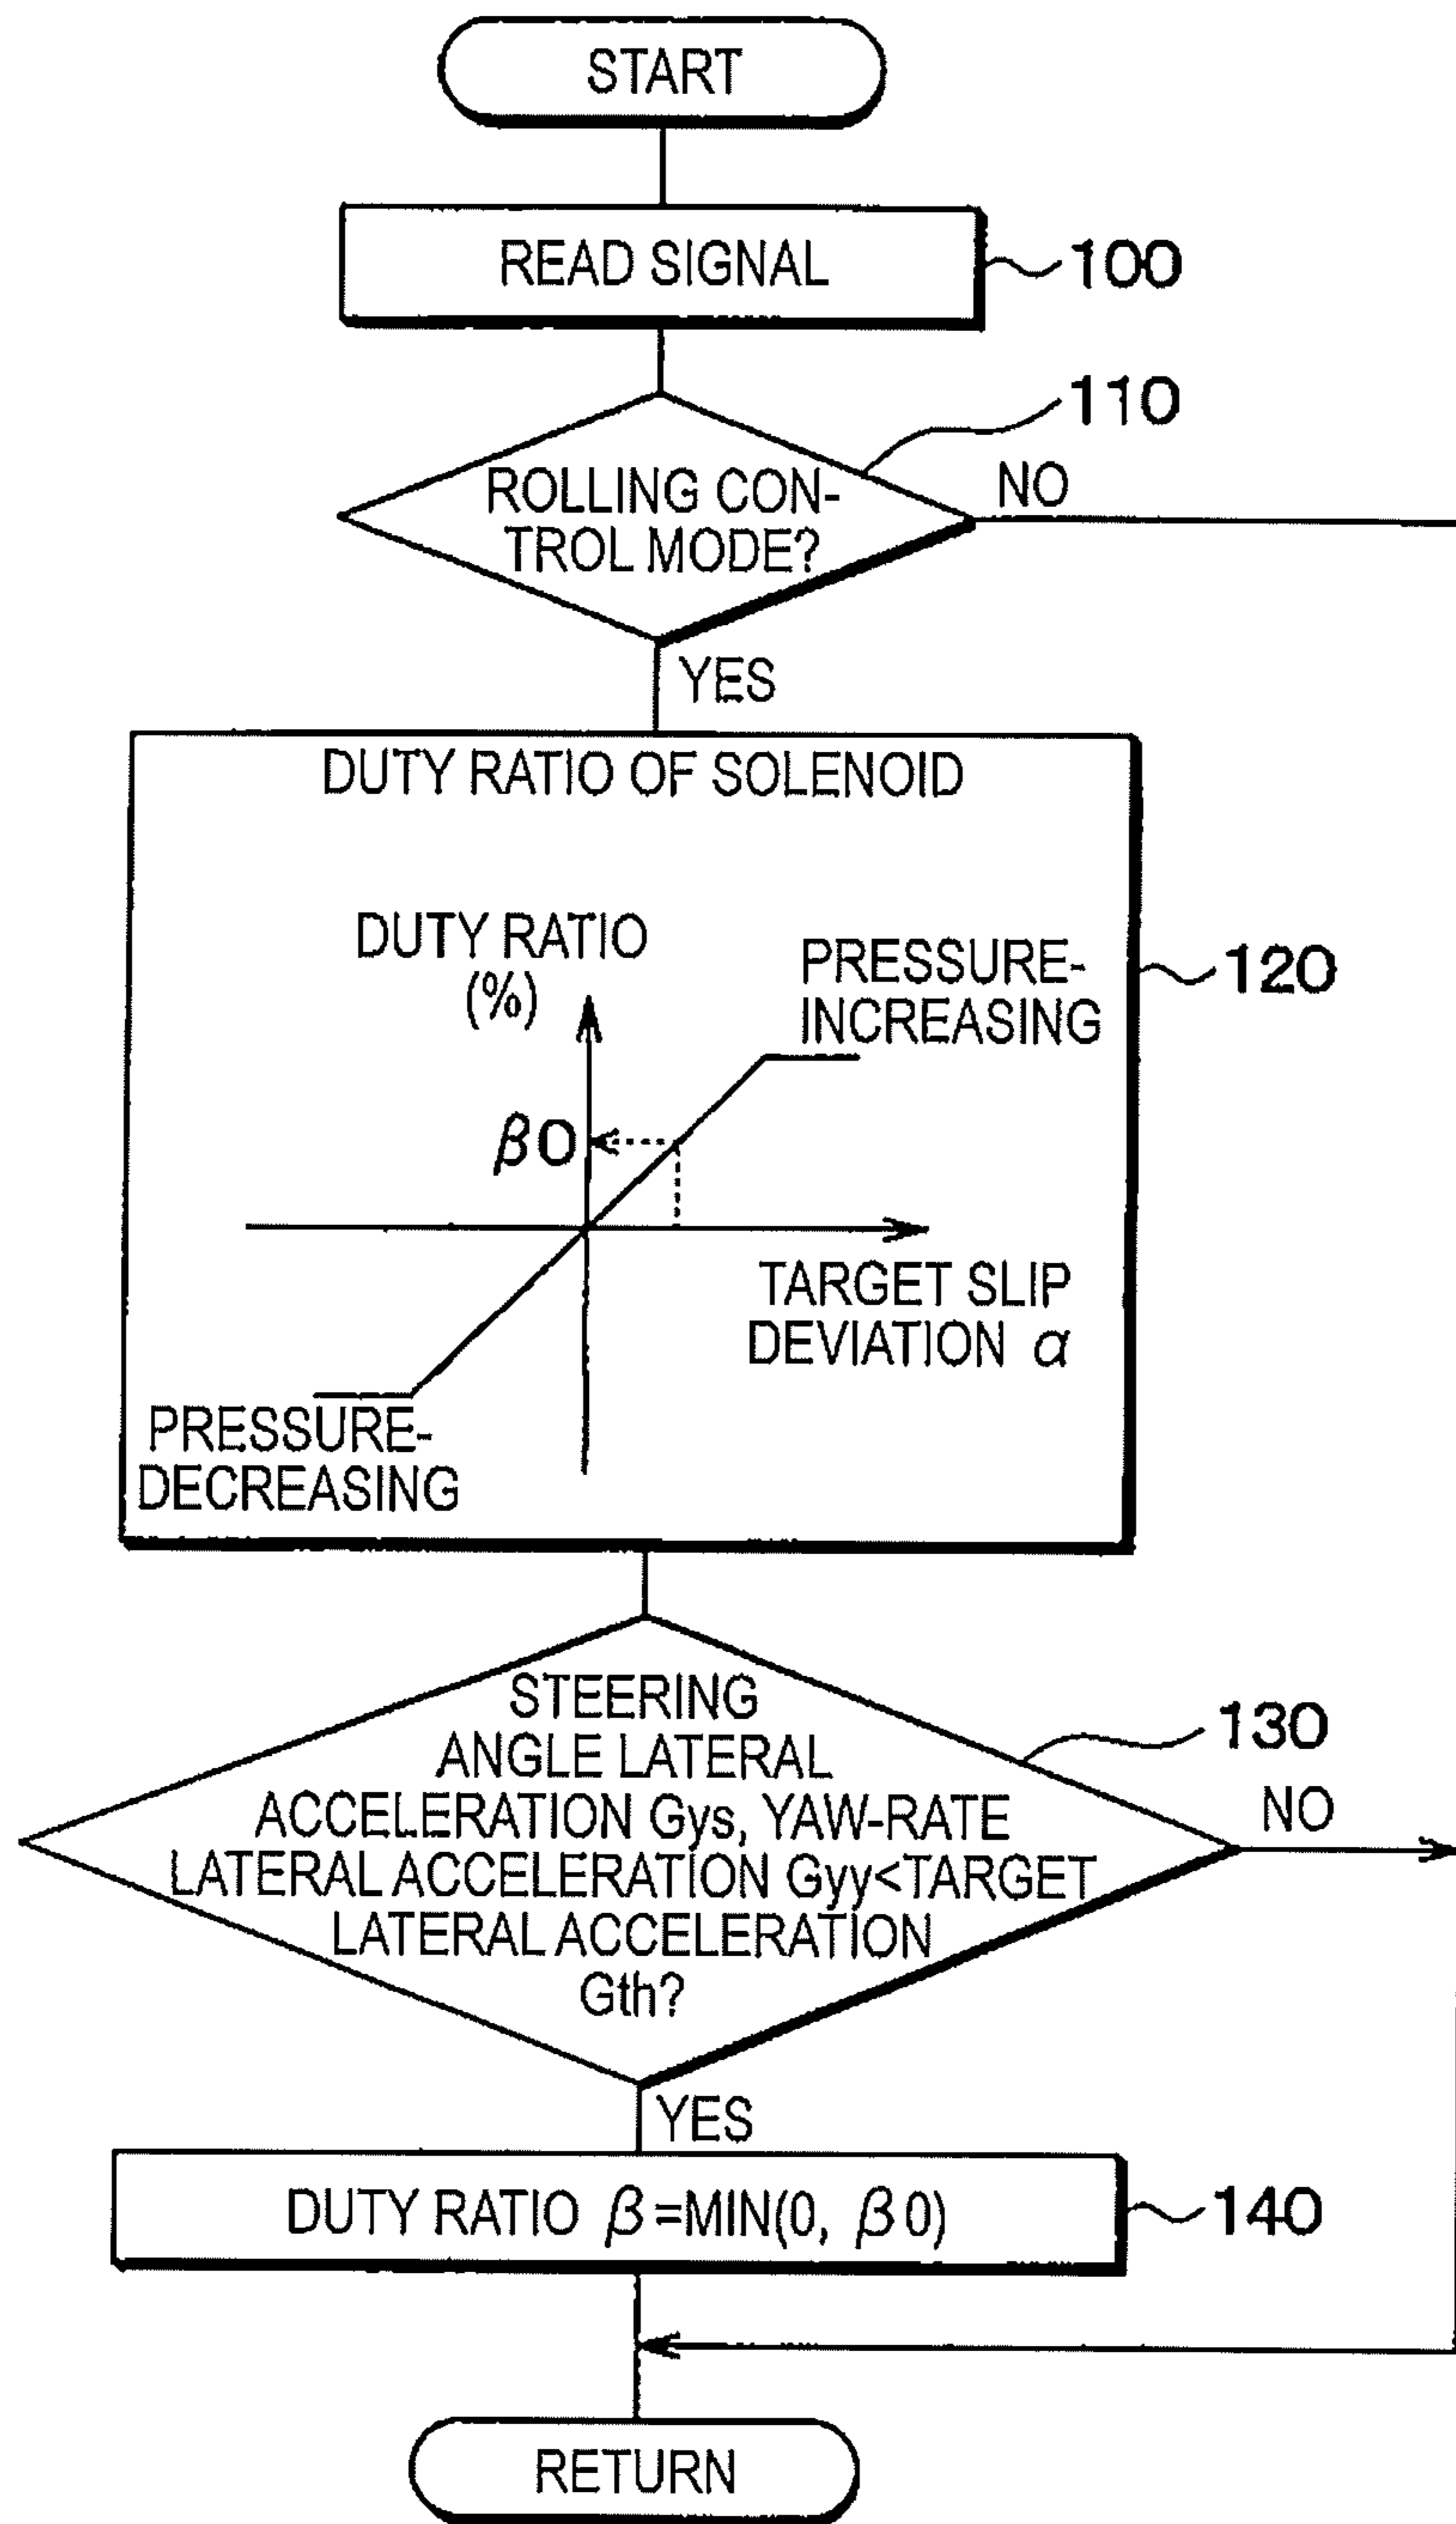 START
READ SIGNAL
100
110
ROLLING CON-
TROL MODE?
NO
YES
DUTY RATIO OF SOLENOID
DUTY RATIO
(%)
PRESSURE-
INCREASING
120
β0
TARGET SLIP
DEVIATION α
PRESSURE-
DECREASING
STEERING
ANGLE LATERAL
ACCELERATION Gys, YAW-RATE
LATERAL ACCELERATION Gyy<TARGET
LATERAL ACCELERATION
Gth?
130
NO
YES
DUTY RATIO β=MIN(0, β0)
140
RETURN